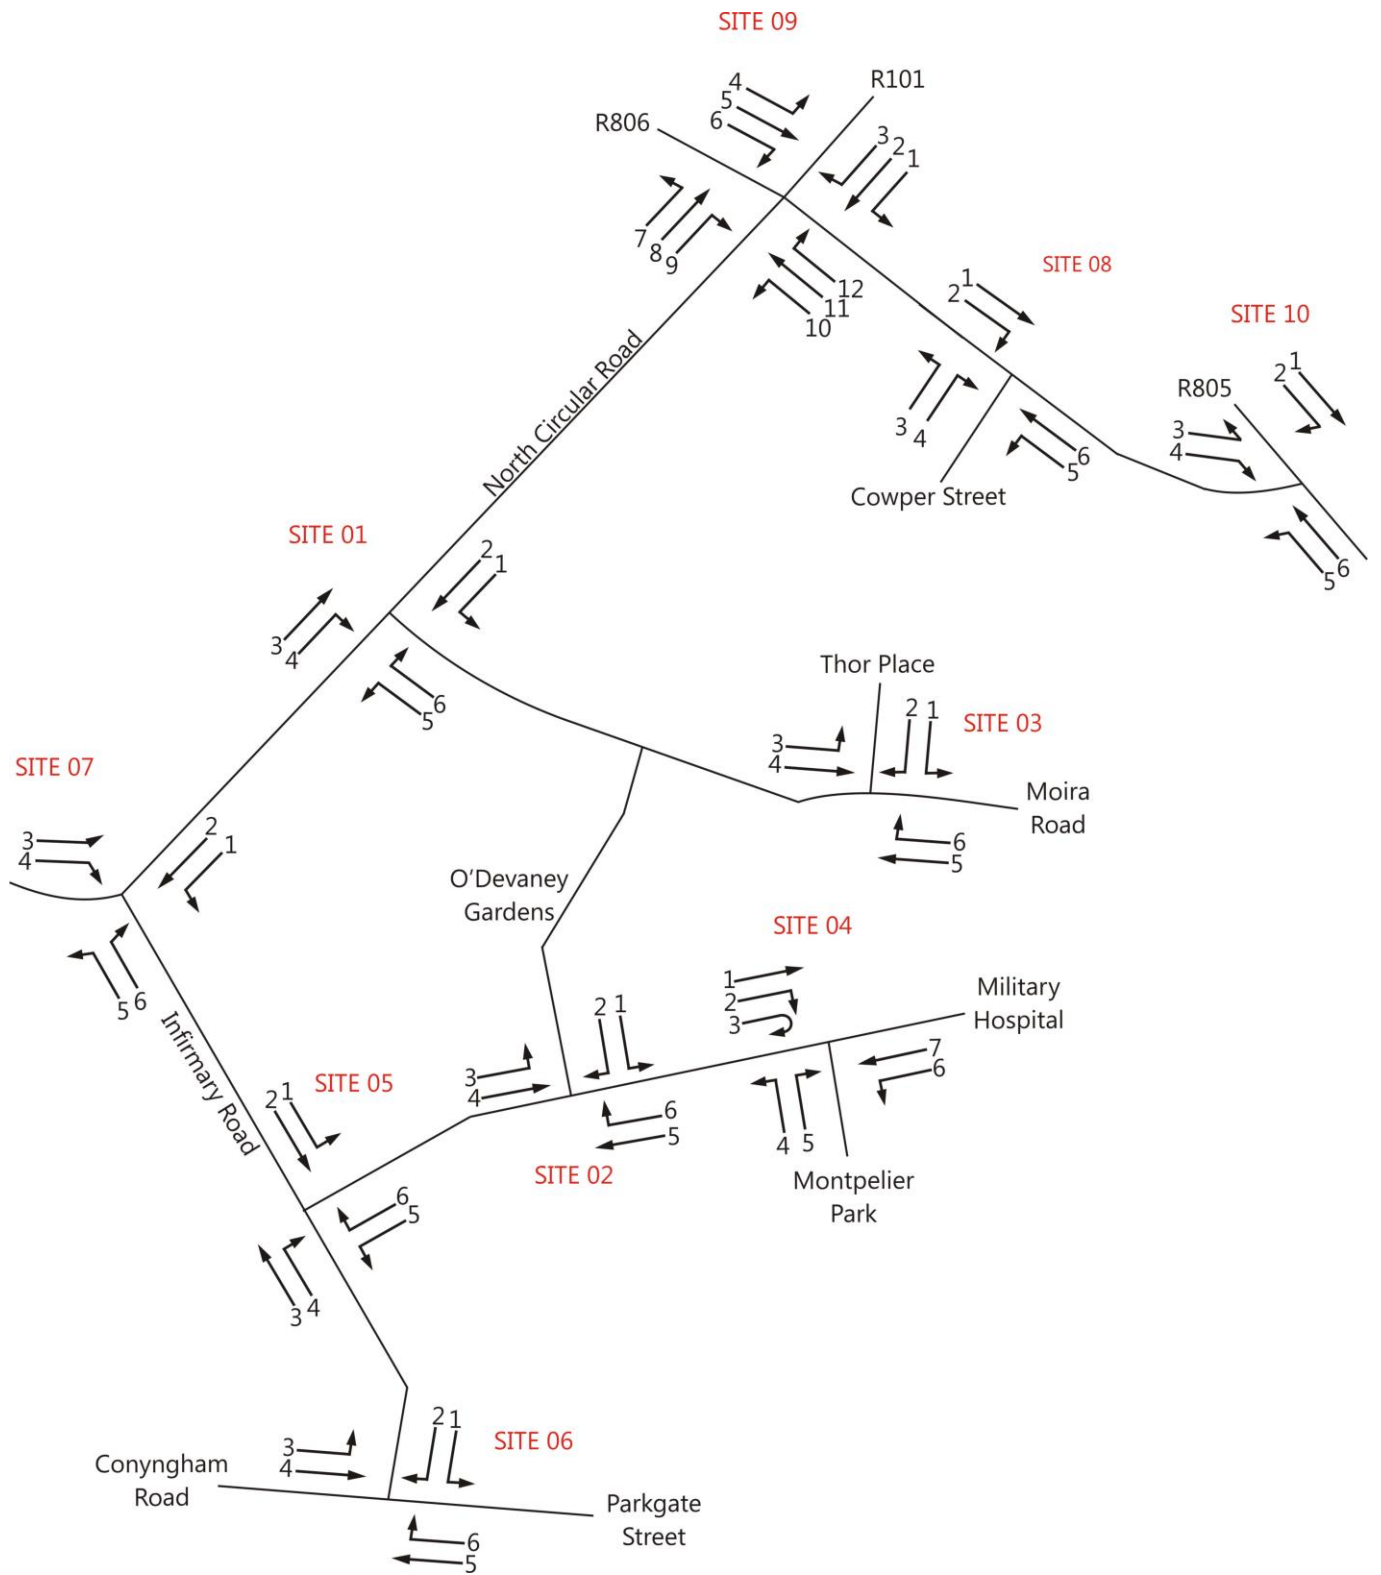 SITE 09
R101
4
5
6
R806
3
2
1
7
8
9
12
11
10
SITE 08
1
2
3
4
6
5
Cowper Street
SITE 10
1
2
R805
3
4
6
5
North Circular Road
SITE 01
2
1
3
4
6
5
Thor Place
2
1
SITE 03
3
4
Moira
Road
6
5
SITE 07
3
4
2
1
5
6
O'Devaney
Gardens
SITE 04
1
2
3
Military
Hospital
7
6
4
5
Montpelier
Park
2
1
3
4
6
5
SITE 02
Infirmary Road
SITE 05
2
1
6
5
3
4
2
1
SITE 06
3
4
Conyngham
Road
Parkgate
Street
6
5